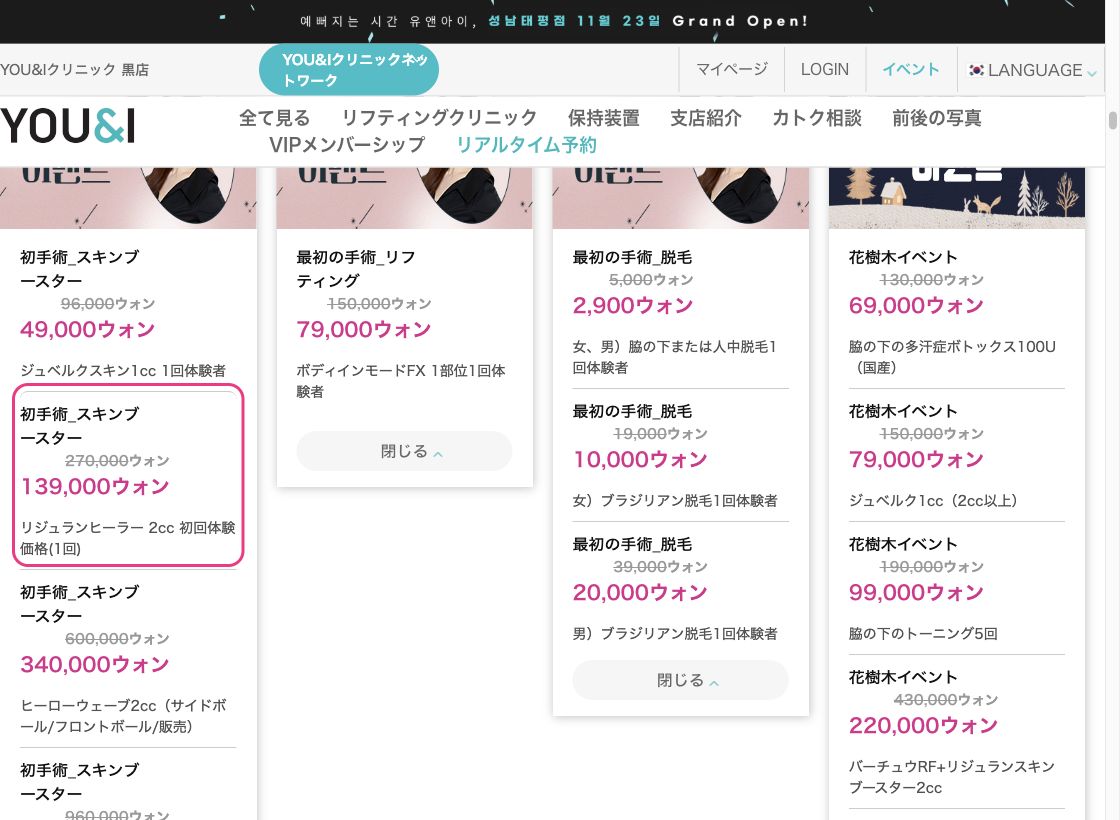 예뻐지는 시간 유앤아이, 성남태평점 11월 23일 Grand Open!
YOU&Iクリニック 黒店
YOU&Iクリニックネットワーク
マイページ
LOGIN
イベント
LANGUAGE
YOU&I
全て見る リフティングクリニック 保持装置 支店紹介 カトク相談 前後の写真
VIPメンバーシップ リアルタイム予約
初手術_スキンブ
ースター
96,000ウォン
49,000ウォン
ジュベルクスキン1cc 1回体験者
初手術_スキンブ
ースター
270,000ウォン
139,000ウォン
リジュランヒーラー 2cc 初回体験
価格(1回)
初手術_スキンブ
ースター
600,000ウォン
340,000ウォン
ヒーローウェーブ2cc（サイドボ
ール/フロントボール/販売）
初手術_スキンブ
ースター
960,000ウォン
最初の手術_リフ
ティング
150,000ウォン
79,000ウォン
ボディインモードFX 1部位1回体
験者
閉じる
最初の手術_脱毛
5,000ウォン
2,900ウォン
女、男）脇の下または人中脱毛1
回体験者
最初の手術_脱毛
19,000ウォン
10,000ウォン
女）ブラジリアン脱毛1回体験者
最初の手術_脱毛
39,000ウォン
20,000ウォン
男）ブラジリアン脱毛1回体験者
閉じる
花樹木イベント
130,000ウォン
69,000ウォン
脇の下の多汗症ボトックス100U
（国産）
花樹木イベント
150,000ウォン
79,000ウォン
ジュベルク1cc（2cc以上）
花樹木イベント
190,000ウォン
99,000ウォン
脇の下のトーニング5回
花樹木イベント
430,000ウォン
220,000ウォン
バーチュウRF+リジュランスキン
ブースター2cc